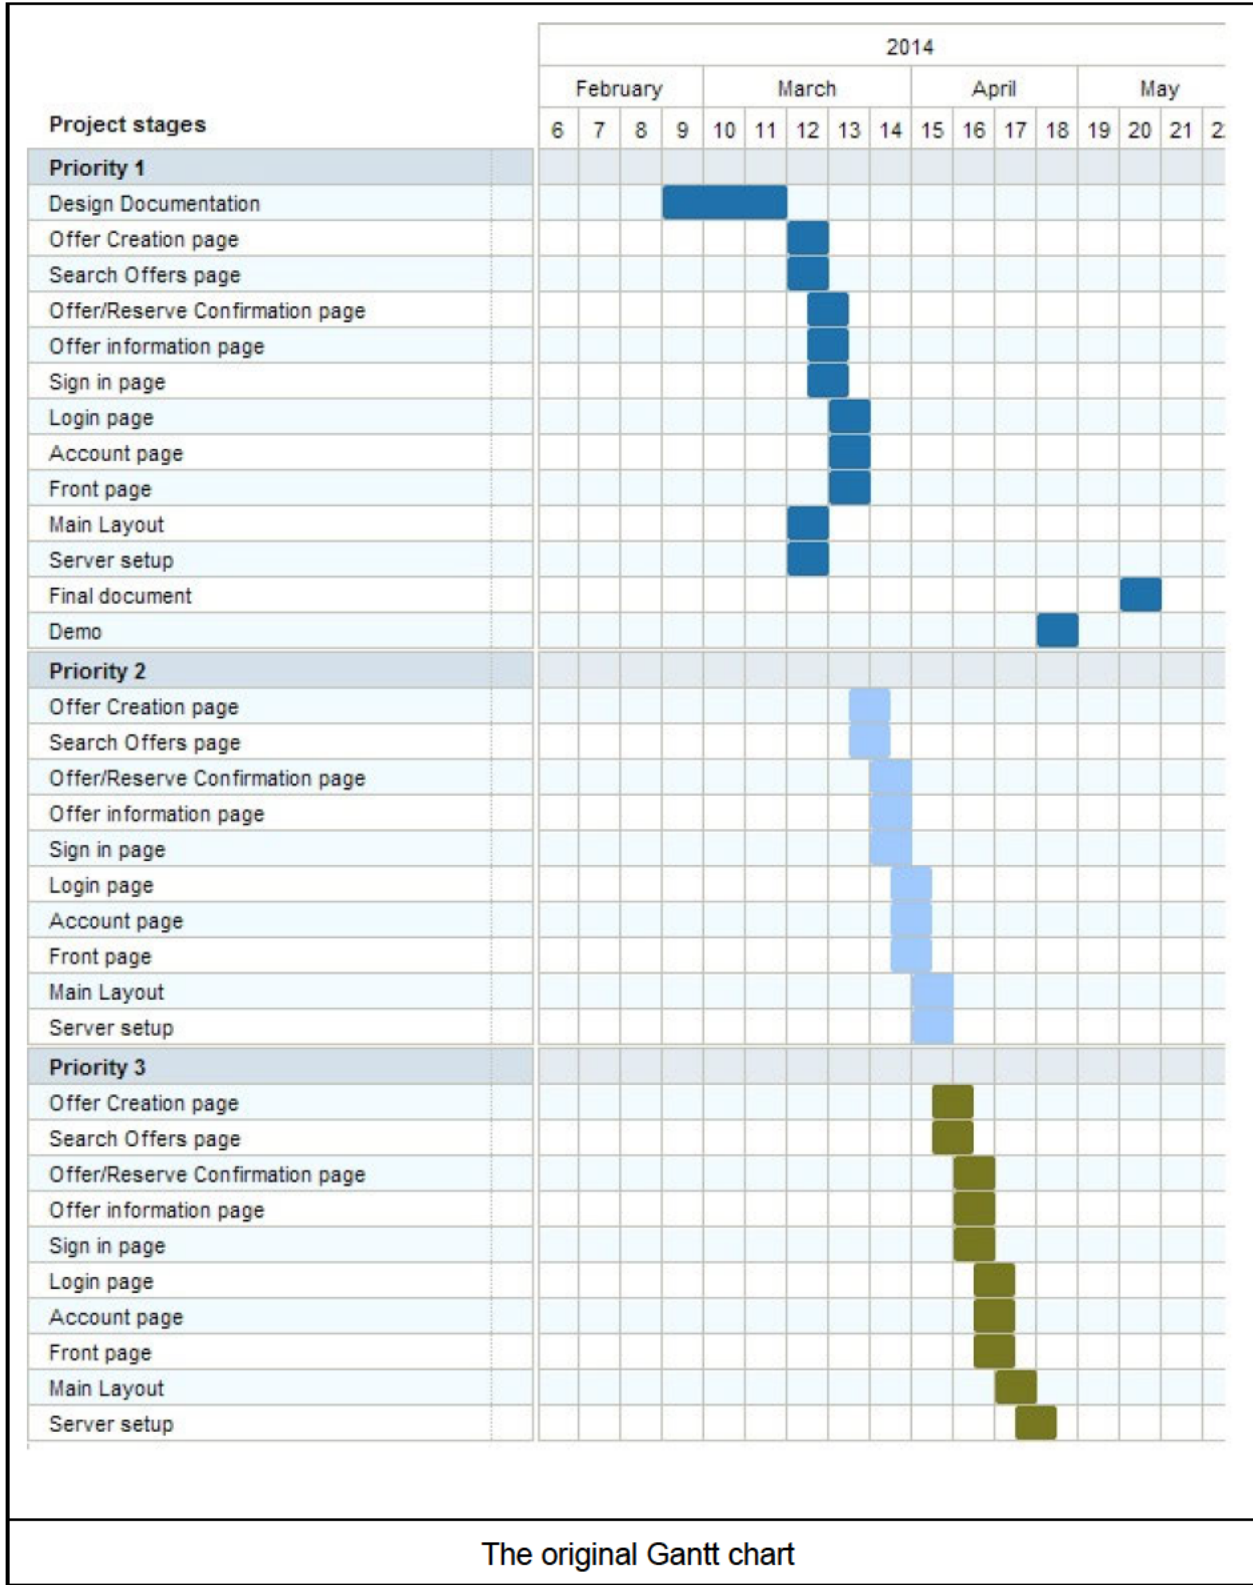 2014
February March April May
Project stages 6 7 8 9 10 11 12 13 14 15 16 17 18 19 20 21
Priority 1
Design Documentation
Offer Creation page
Search Offers page
Offer/Reserve Confirmation page
Offer information page
Sign in page
Login page
Account page
Front page
Main Layout
Server setup
Final document
Demo
Priority 2
Offer Creation page
Search Offers page
Offer/Reserve Confirmation page
Offer information page
Sign in page
Login page
Account page
Front page
Main Layout
Server setup
Priority 3
Offer Creation page
Search Offers page
Offer/Reserve Confirmation page
Offer information page
Sign in page
Login page
Account page
Front page
Main Layout
Server setup
The original Gantt chart